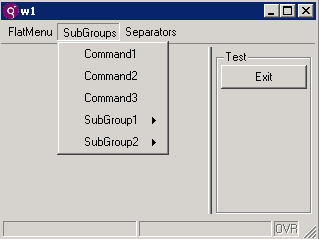 w1
FlatMenu SubGroups Separators
Command1
Command2
Command3
SubGroup1
SubGroup2
Test
Exit
OVR